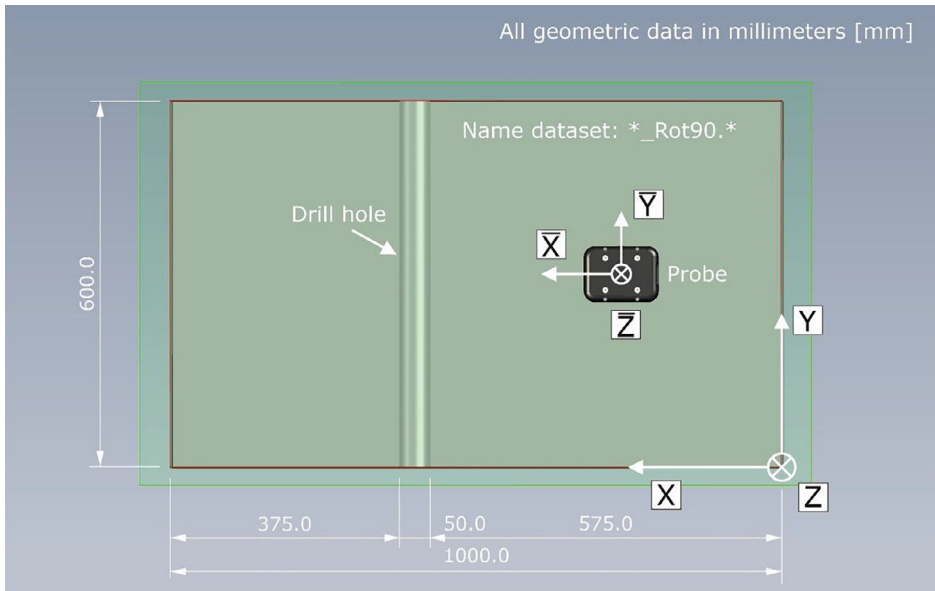 All geometric data in millimeters [mm]
Name dataset: *_Rot90.*
Drill hole
Y̅
X̅
Probe
Z̅
600.0
Y
X
Z
375.0
50.0
575.0
1000.0